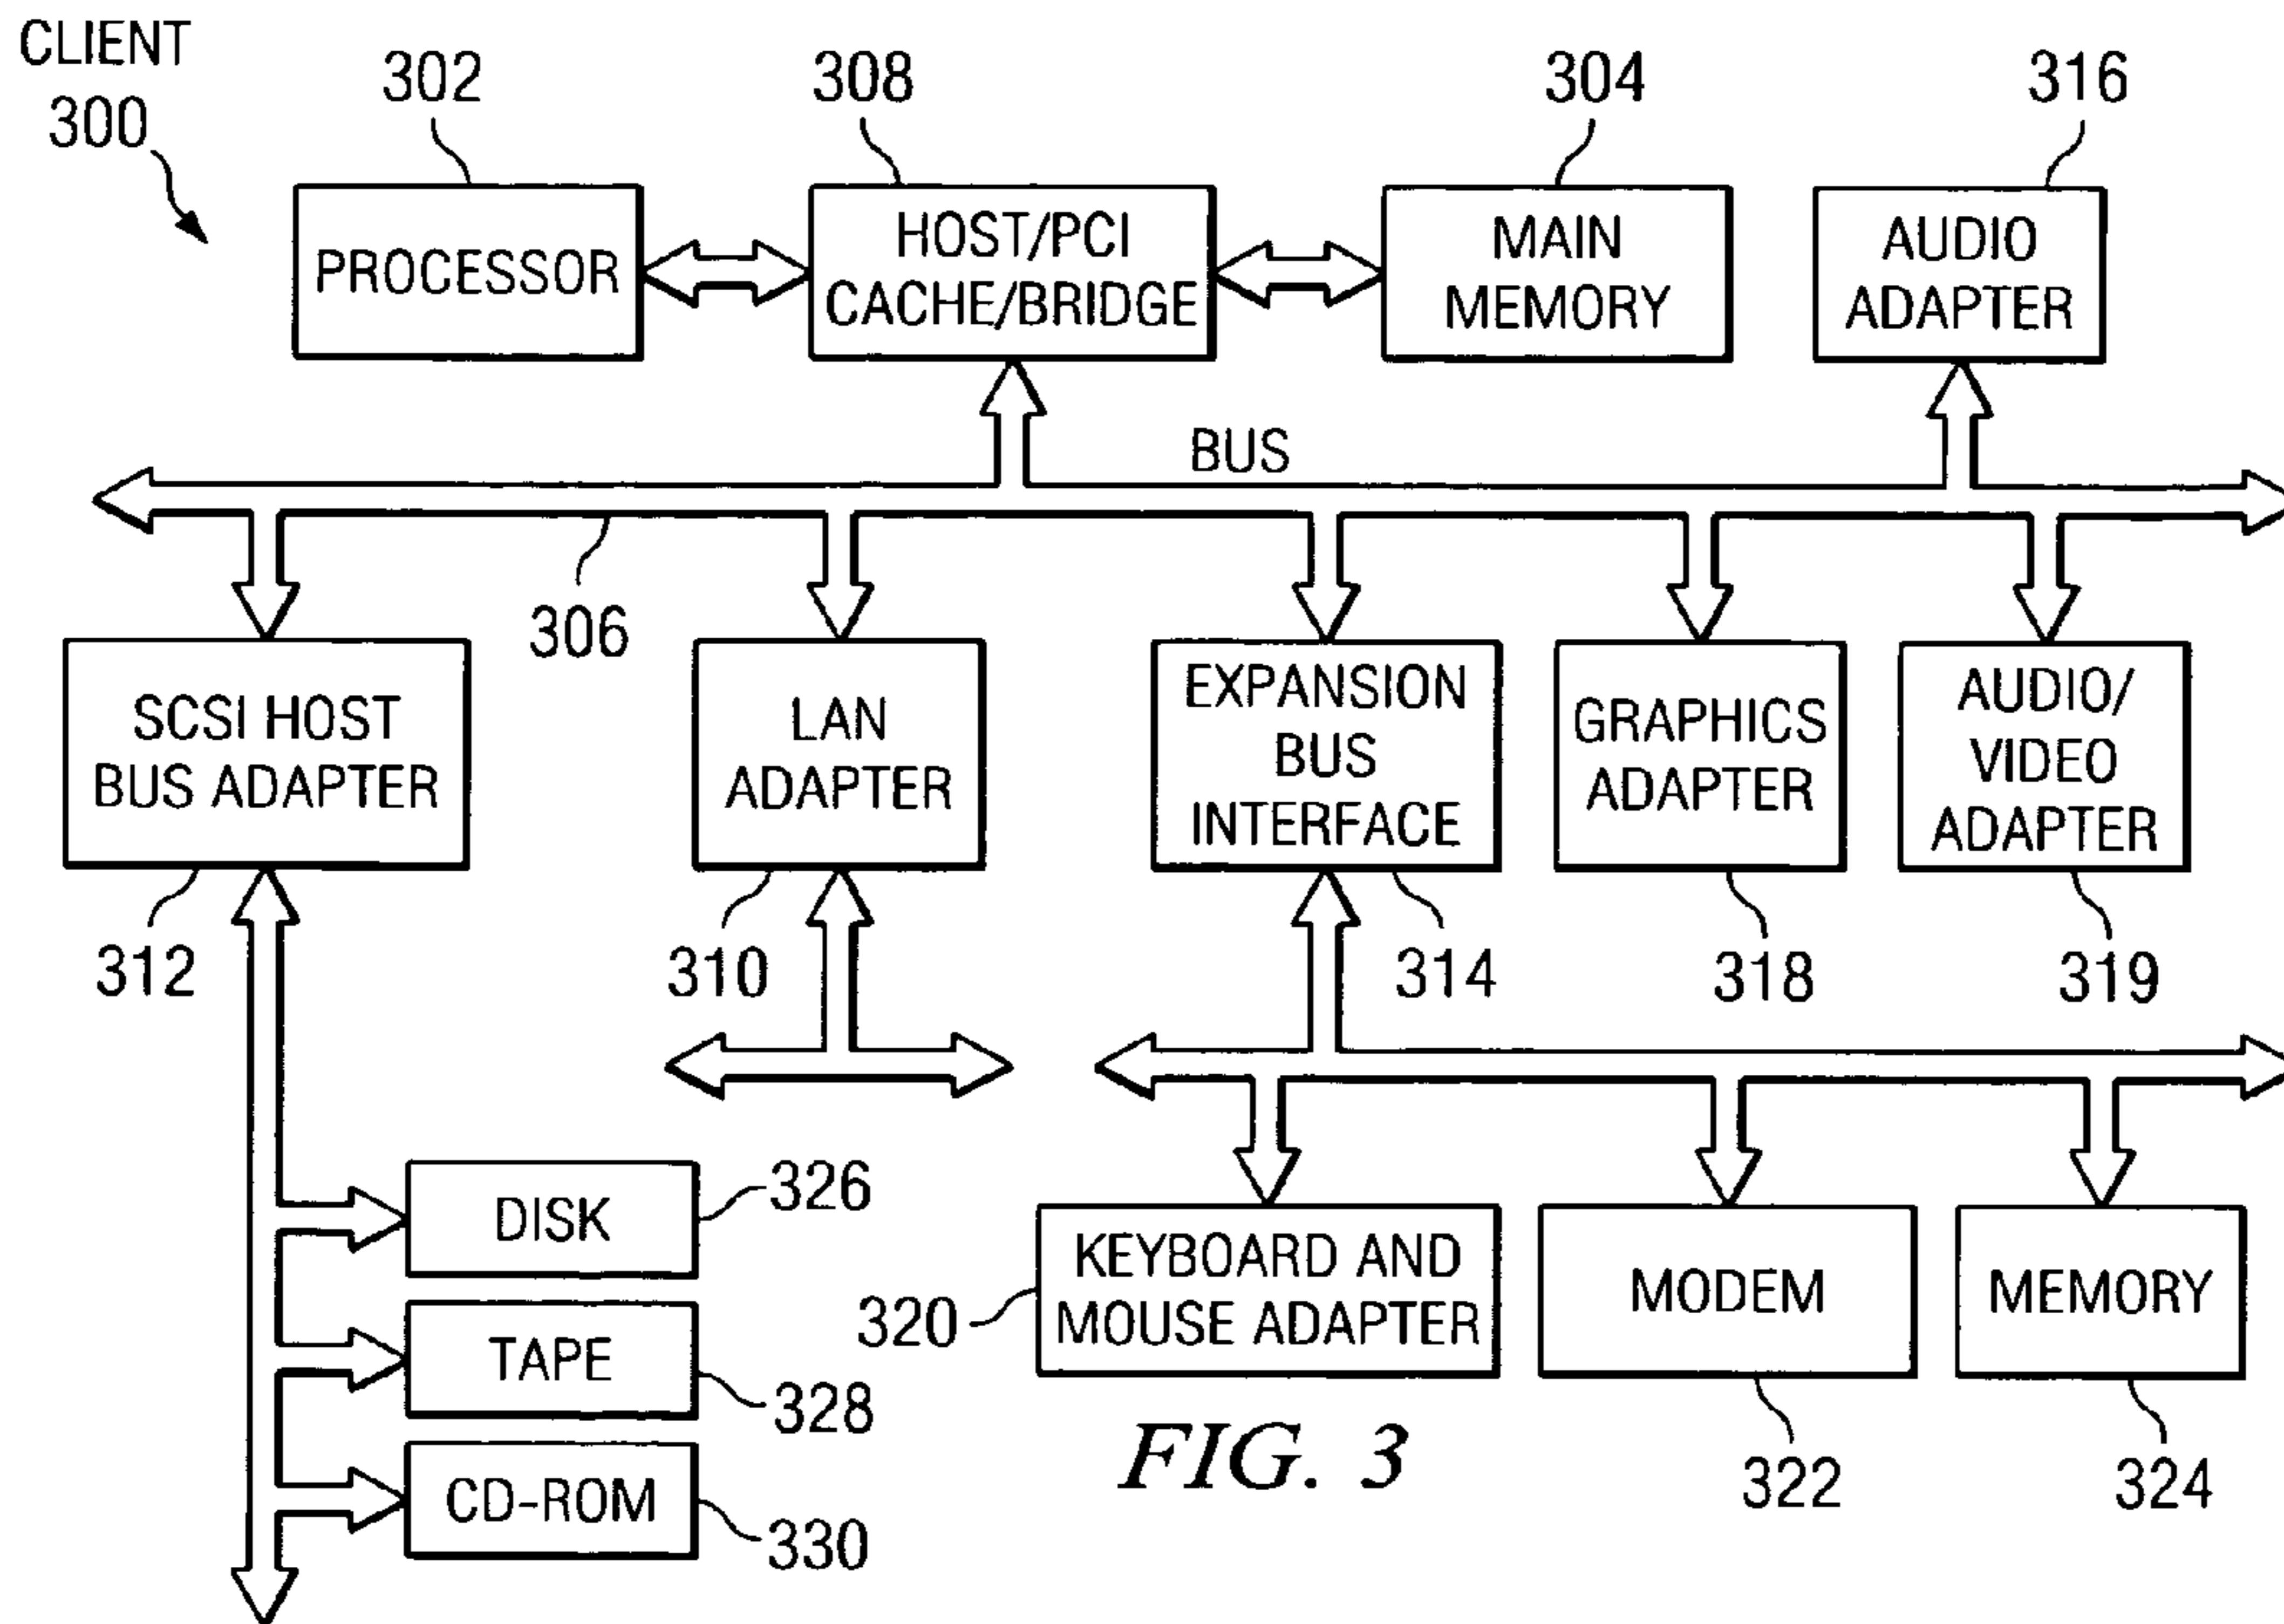 CLIENT
300
302
308
304
316
PROCESSOR
HOST/PCI
CACHE/BRIDGE
MAIN
MEMORY
AUDIO
ADAPTER
BUS
306
SCSI HOST
BUS ADAPTER
LAN
ADAPTER
EXPANSION
BUS
INTERFACE
GRAPHICS
ADAPTER
AUDIO/
VIDEO
ADAPTER
312
310
314
318
319
DISK
326
TAPE
328
CD-ROM
330
320
KEYBOARD AND
MOUSE ADAPTER
MODEM
MEMORY
322
324
FIG. 3